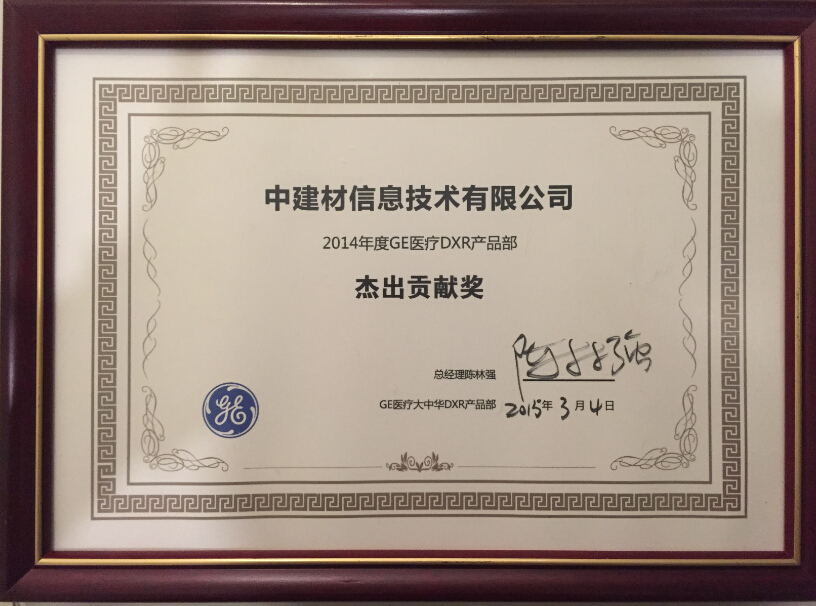 中建材信息技术有限公司
2014年度GE医疗DXR产品部
杰出贡献奖
总经理陈林强
GE医疗大中华DXR产品部 2015年3月4日
GE